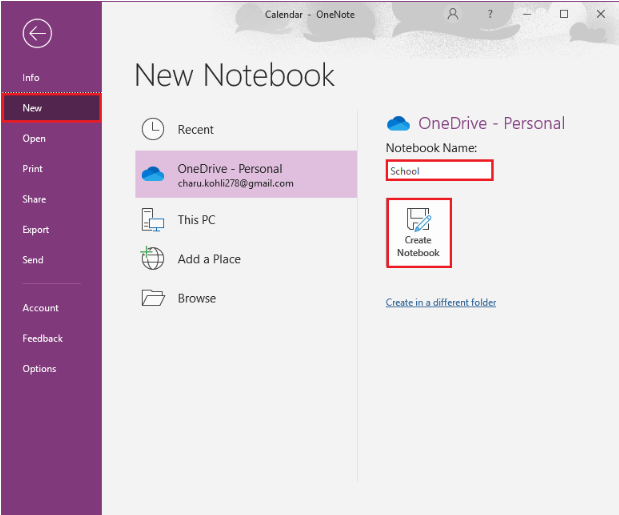 Calendar - OneNote
?
Info
New
Open
Print
Share
Export
Send
Account
Feedback
Options
New Notebook
Recent
OneDrive - Personal
charu.kohli278@gmail.com
This PC
Add a Place
Browse
OneDrive - Personal
Notebook Name:
School
Create
Notebook
Create in a different folder